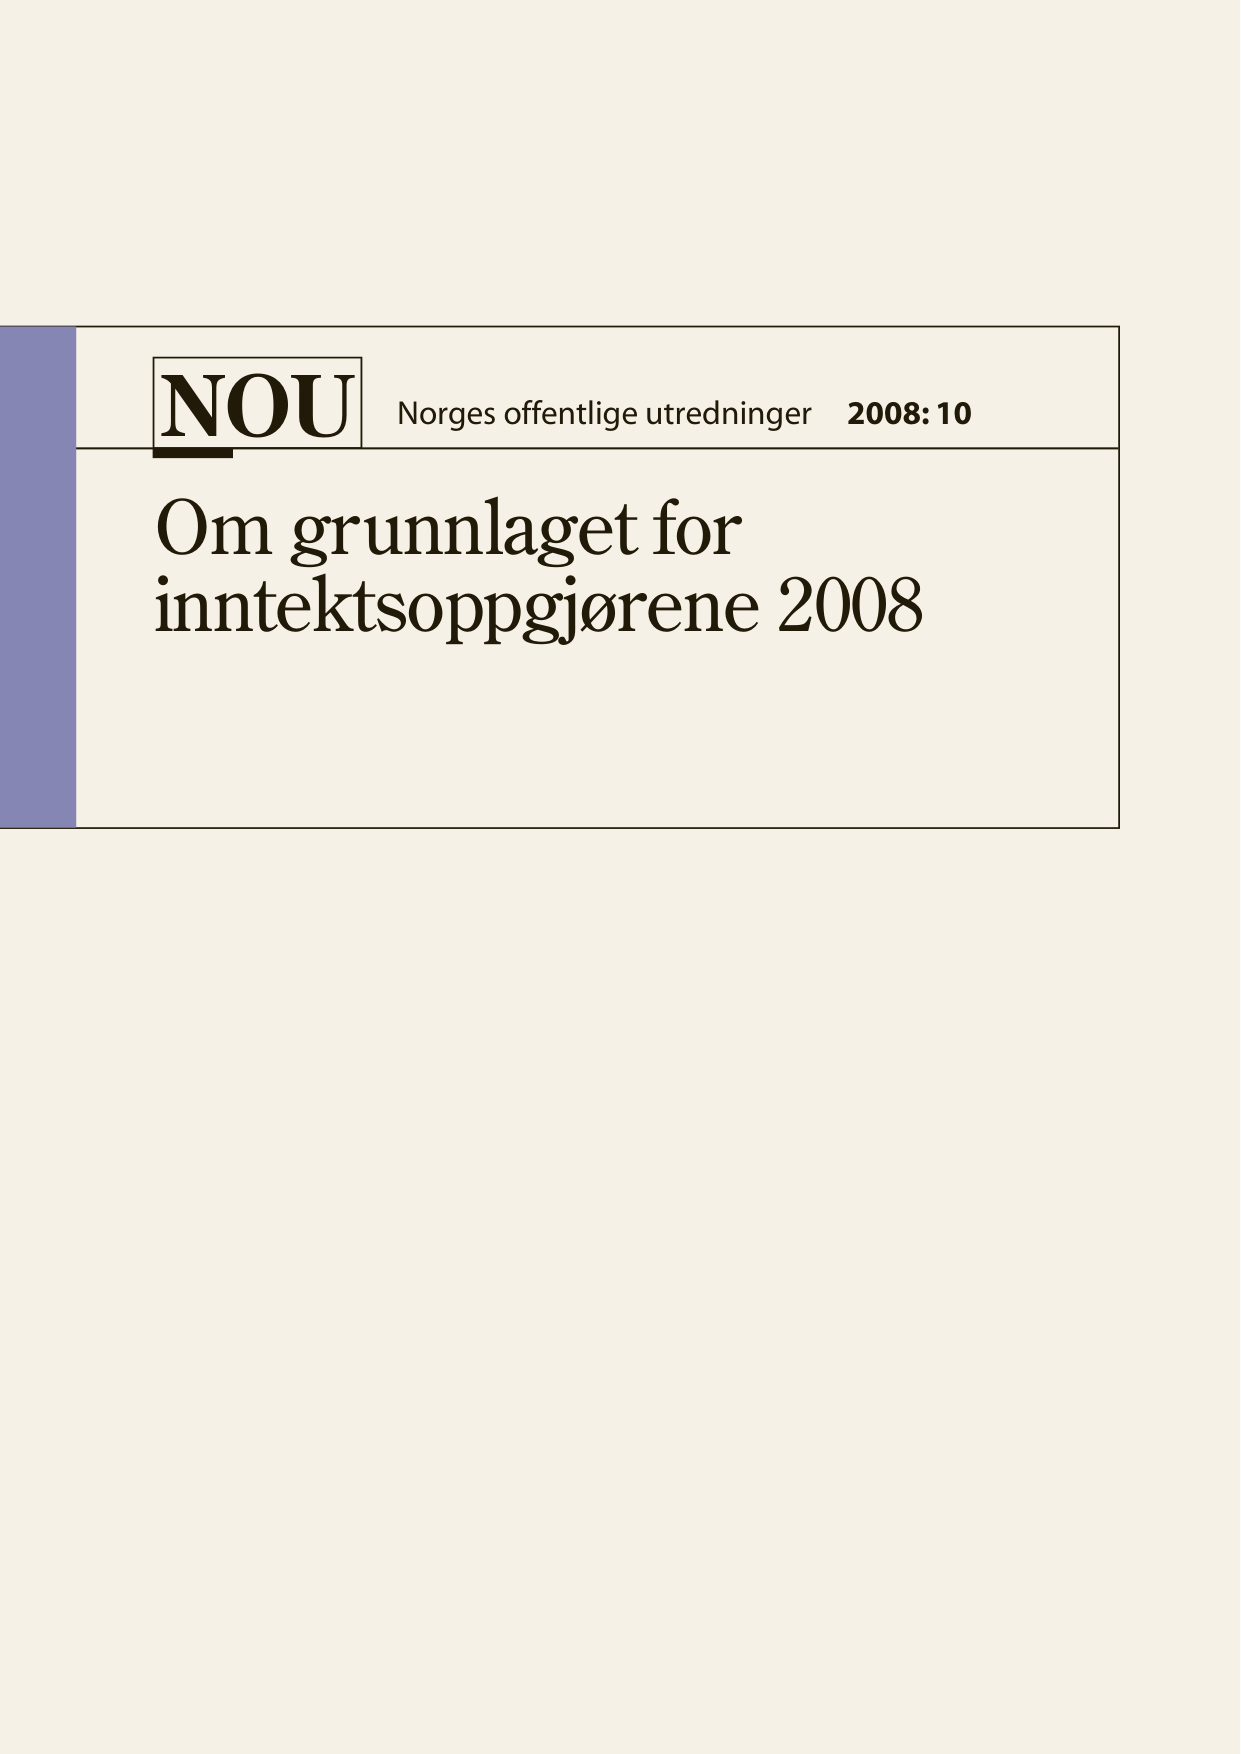 NOU Norges offentlige utredninger 2008: 10
Om grunnlaget for
inntektsoppgjørene 2008